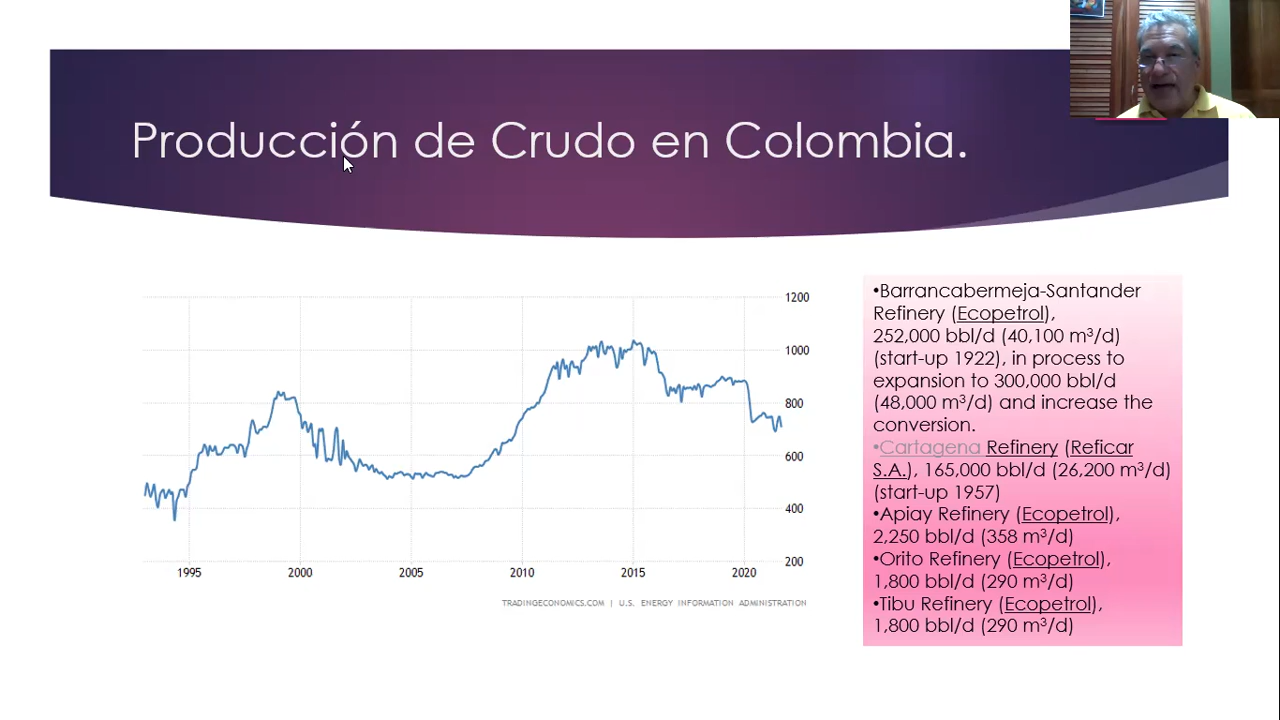 Producción de Crudo en Colombia.
1200
1000
800
600
400
200
1995 2000 2005 2010 2015 2020
TRADINGECONOMICS.COM | U.S. ENERGY INFORMATION ADMINISTRATION
•Barrancabermeja-Santander
Refinery (Ecopetrol),
252,000 bbl/d (40,100 m³/d)
(start-up 1922), in process to
expansion to 300,000 bbl/d
(48,000 m³/d) and increase the
conversion.
•Cartagena Refinery (Reficar
S.A.), 165,000 bbl/d (26,200 m³/d)
(start-up 1957)
•Apiay Refinery (Ecopetrol),
2,250 bbl/d (358 m³/d)
•Orito Refinery (Ecopetrol),
1,800 bbl/d (290 m³/d)
•Tibu Refinery (Ecopetrol),
1,800 bbl/d (290 m³/d)